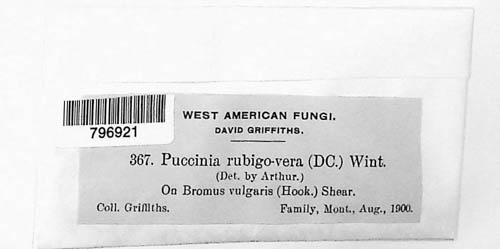 796921
WEST AMERICAN FUNGI.
DAVID GRIFFITHS.
367. Puccinia rubigo-vera (DC.) Wint.
(Det. by Arthur.)
On Bromus vulgaris (Hook.) Shear.
Coll. Griffiths. Family, Mont., Aug., 1900.